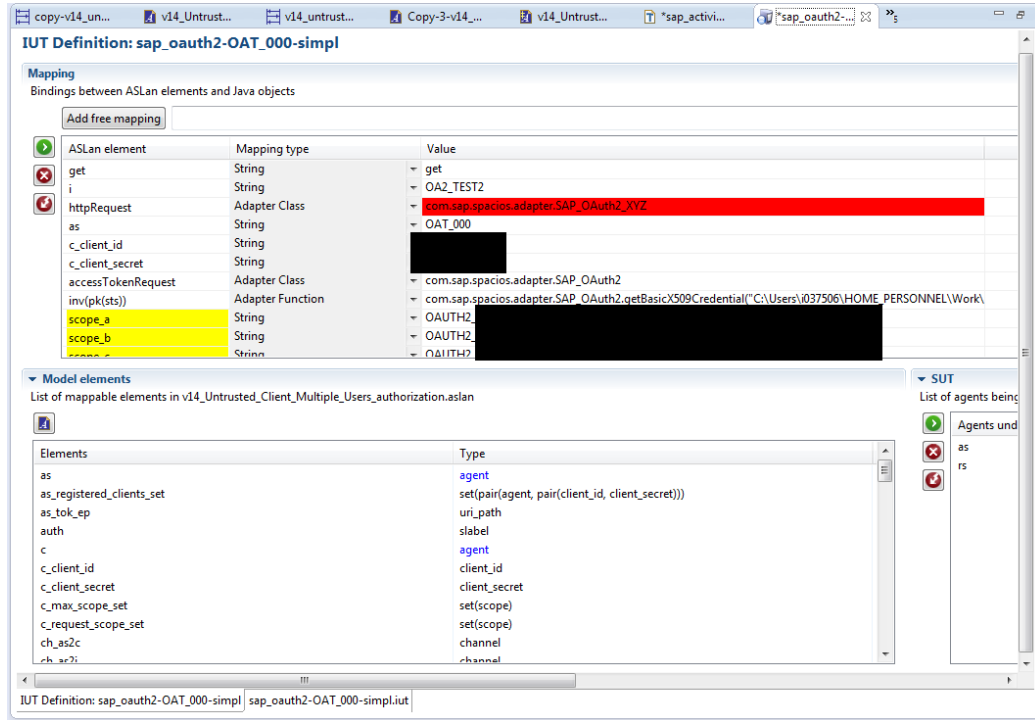 copy-v14_un... v14_Untrust... v14_untrust... Copy-3-v14_... v14_Untrust... *sap_activi... *sap_oauth2-... »5
IUT Definition: sap_oauth2-OAT_000-simpl
Mapping
Bindings between ASLan elements and Java objects
Add free mapping
ASLan element Mapping type Value
get String get
i String OA2_TEST2
httpRequest Adapter Class com.sap.spacios.adapter.SAP_OAuth2_XYZ
as String OAT_000
c_client_id String
c_client_secret String
accessTokenRequest Adapter Class com.sap.spacios.adapter.SAP_OAuth2
inv(pk(sts)) Adapter Function com.sap.spacios.adapter.SAP_OAuth2.getBasicX509Credential("C:\Users\i037506\HOME_PERSONNEL\Work\
scope_a String OAUTH2_
scope_b String OAUTH2_
scope_c String OAUTH2_
Model elements SUT
List of mappable elements in v14_Untrusted_Client_Multiple_Users_authorization.aslan List of agents being
Elements Type Agents und
as agent as
as_registered_clients_set set(pair(agent, pair(client_id, client_secret))) rs
as_tok_ep uri_path
auth slabel
c agent
c_client_id client_id
c_client_secret client_secret
c_max_scope_set set(scope)
c_request_scope_set set(scope)
ch_as2c channel
ch_as2i channel
IUT Definition: sap_oauth2-OAT_000-simpl sap_oauth2-OAT_000-simpl.iut